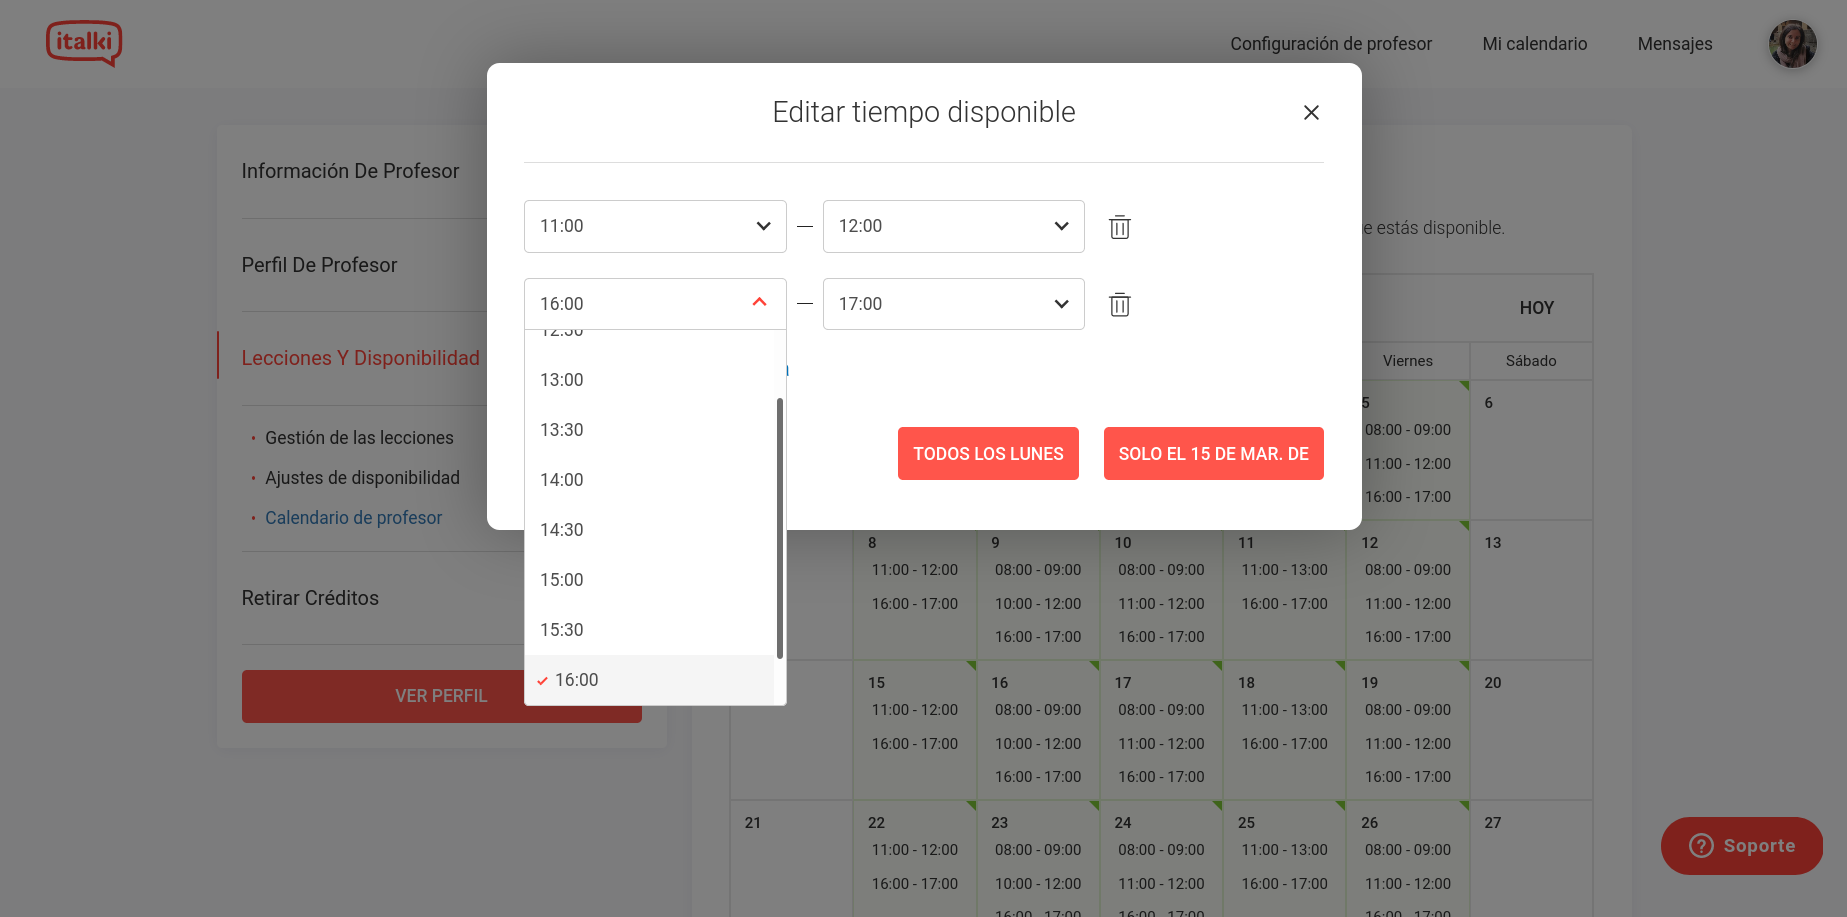 italki
Configuración de profesor
Mi calendario
Mensajes
Editar tiempo disponible
Información De Profesor
Perfil De Profesor
Lecciones Y Disponibilidad
• Gestión de las lecciones
• Ajustes de disponibilidad
• Calendario de profesor
Retirar Créditos
VER PERFIL
11:00 — 12:00
16:00 — 17:00
12:30
13:00
13:30
14:00
14:30
15:00
15:30
16:00
TODOS LOS LUNES
SOLO EL 15 DE MAR. DE
e estás disponible.
HOY
Viernes Sábado
5 6
08:00 - 09:00
11:00 - 12:00
16:00 - 17:00
8 9 10 11 12 13
11:00 - 12:00 08:00 - 09:00 08:00 - 09:00 11:00 - 13:00 08:00 - 09:00
16:00 - 17:00 10:00 - 12:00 11:00 - 12:00 16:00 - 17:00 11:00 - 12:00
16:00 - 17:00 16:00 - 17:00 16:00 - 17:00
15 16 17 18 19 20
11:00 - 12:00 08:00 - 09:00 08:00 - 09:00 11:00 - 13:00 08:00 - 09:00
16:00 - 17:00 10:00 - 12:00 11:00 - 12:00 16:00 - 17:00 11:00 - 12:00
16:00 - 17:00 16:00 - 17:00 16:00 - 17:00
21 22 23 24 25 26 27
11:00 - 12:00 08:00 - 09:00 08:00 - 09:00 11:00 - 13:00 08:00 - 09:00
16:00 - 17:00 10:00 - 12:00 11:00 - 12:00 16:00 - 17:00 11:00 - 12:00
16:00 - 17:00 16:00 - 17:00 16:00 - 17:00
Soporte